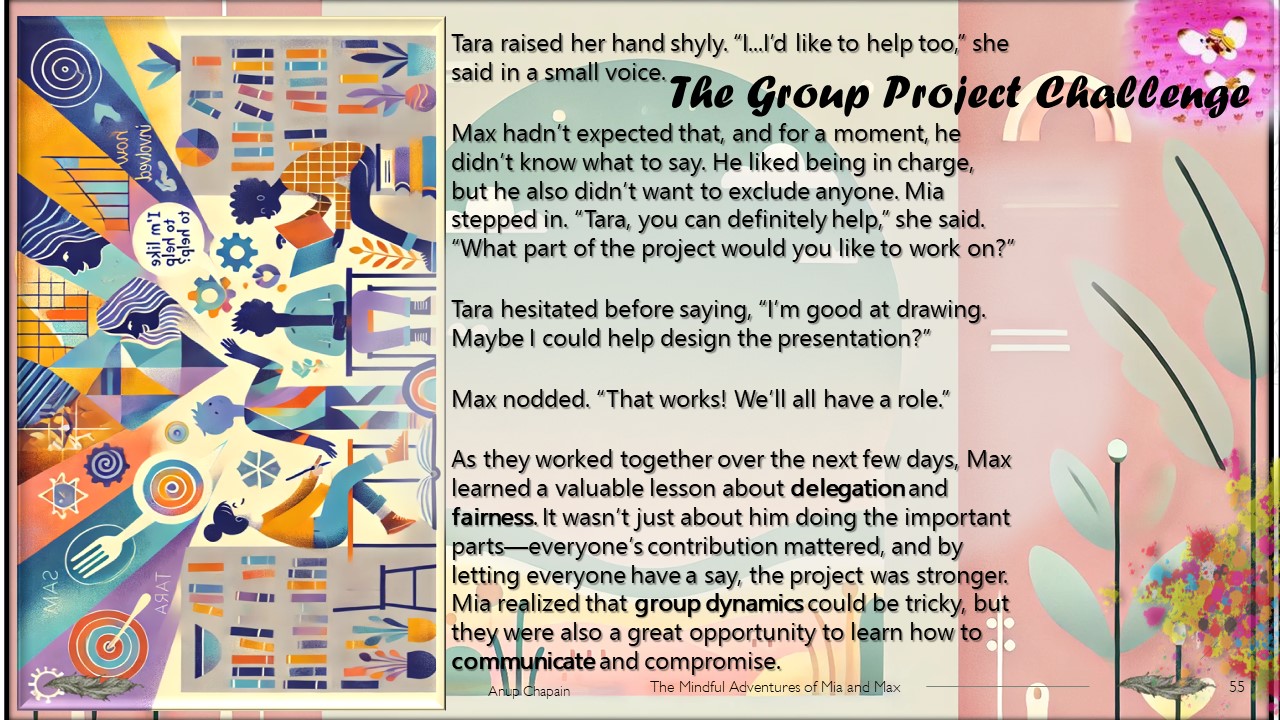 Tara raised her hand shyly. “I...I’d like to help too,” she
said in a small voice.
The Group Project Challenge
Max hadn’t expected that, and for a moment, he
didn’t know what to say. He liked being in charge,
but he also didn’t want to exclude anyone. Mia
stepped in. “Tara, you can definitely help,” she said.
“What part of the project would you like to work on?”
Tara hesitated before saying, “I’m good at drawing.
Maybe I could help design the presentation?”
Max nodded. “That works! We’ll all have a role.”
As they worked together over the next few days, Max
learned a valuable lesson about delegation and
fairness. It wasn’t just about him doing the important
parts—everyone’s contribution mattered, and by
letting everyone have a say, the project was stronger.
Mia realized that group dynamics could be tricky, but
they were also a great opportunity to learn how to
communicate and compromise.
Anup Chapain
The Mindful Adventures of Mia and Max
55
involved
now
I'm like
to help
to help?
SAM
TARA